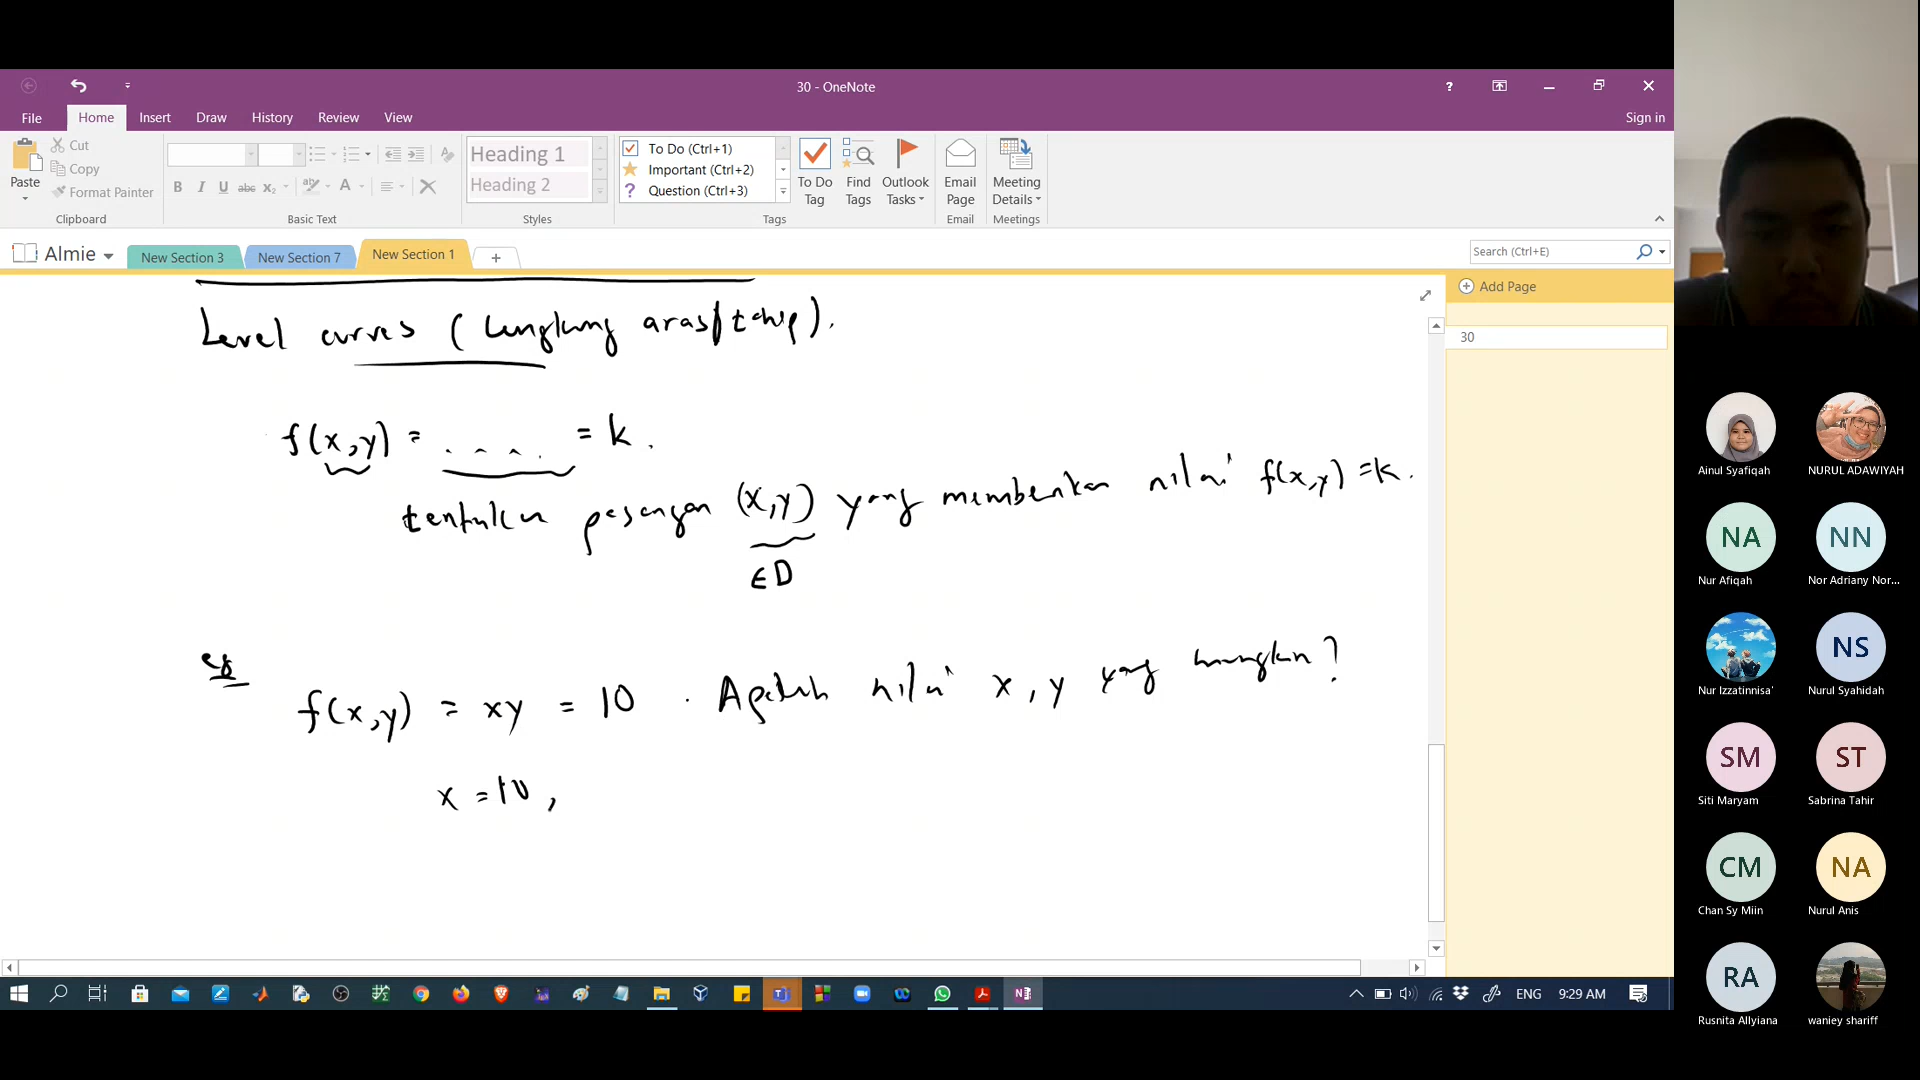 30 - OneNote
?
File
Home
Insert
Draw
History
Review
View
Sign in
Paste
Cut
Copy
Format Painter
Clipboard
B I U abc x₂ ab A
Basic Text
Heading 1
Heading 2
Styles
To Do (Ctrl+1)
Important (Ctrl+2)
Question (Ctrl+3)
To Do Tag
Find Tags
Outlook Tasks
Tags
Email Page
Email
Meeting Details
Meetings
Almie
New Section 3
New Section 7
New Section 1
+
Search (Ctrl+E)
Add Page
30
Level curves (lengkung aras/tahap).
f(x,y) = . . . . = k.
tentukan pasangan (x,y) yang memberikan nilai f(x,y) = k.
∈D
eg
f(x,y) = xy = 10 . Apakah nilai x, y yang mungkin?
x = 10,
Ainul Syafiqah
NURUL ADAWIYAH
NA
Nur Afiqah
NN
Nor Adriany Nor...
Nur Izzatinnisa'
NS
Nurul Syahidah
SM
Siti Maryam
ST
Sabrina Tahir
CM
Chan Sy Miin
NA
Nurul Anis
RA
Rusnita Allyiana
waniey shariff
ENG
9:29 AM